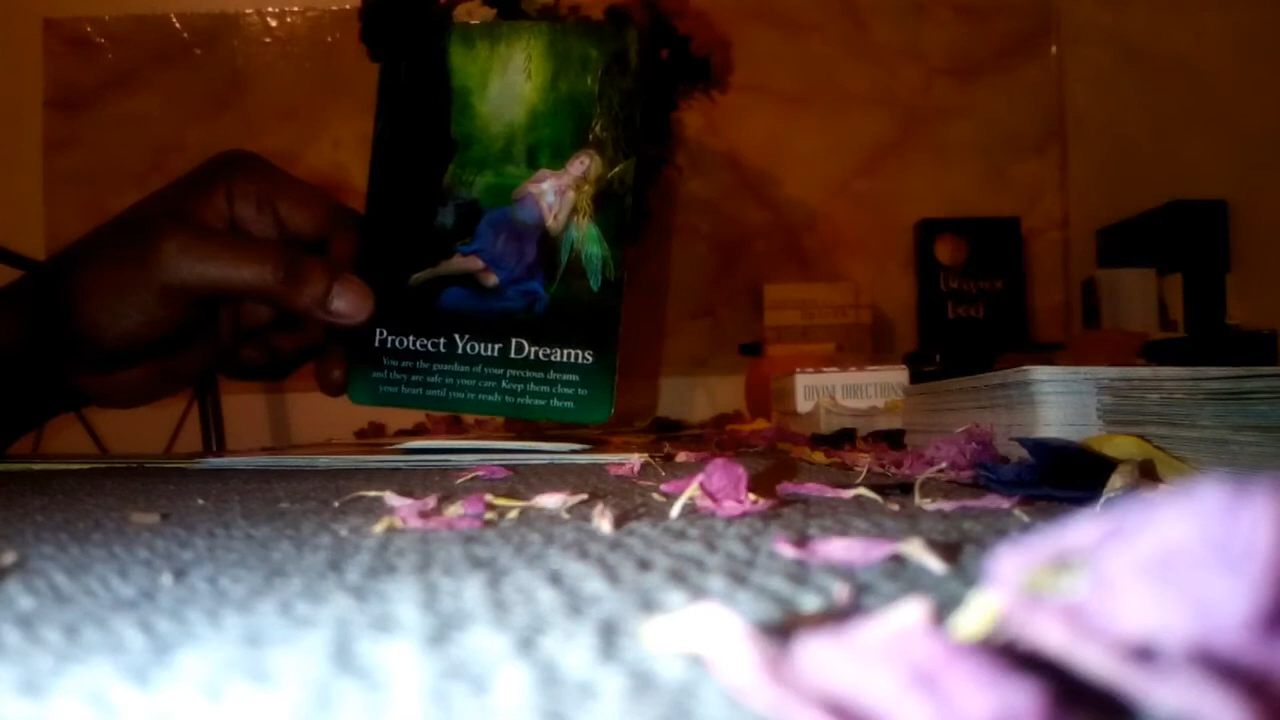 Protect Your Dreams
You are the guardian of your precious dreams
and they are safe in your care. Keep them close to
your heart until you're ready to release them.
DIVINE DIRECTIONS